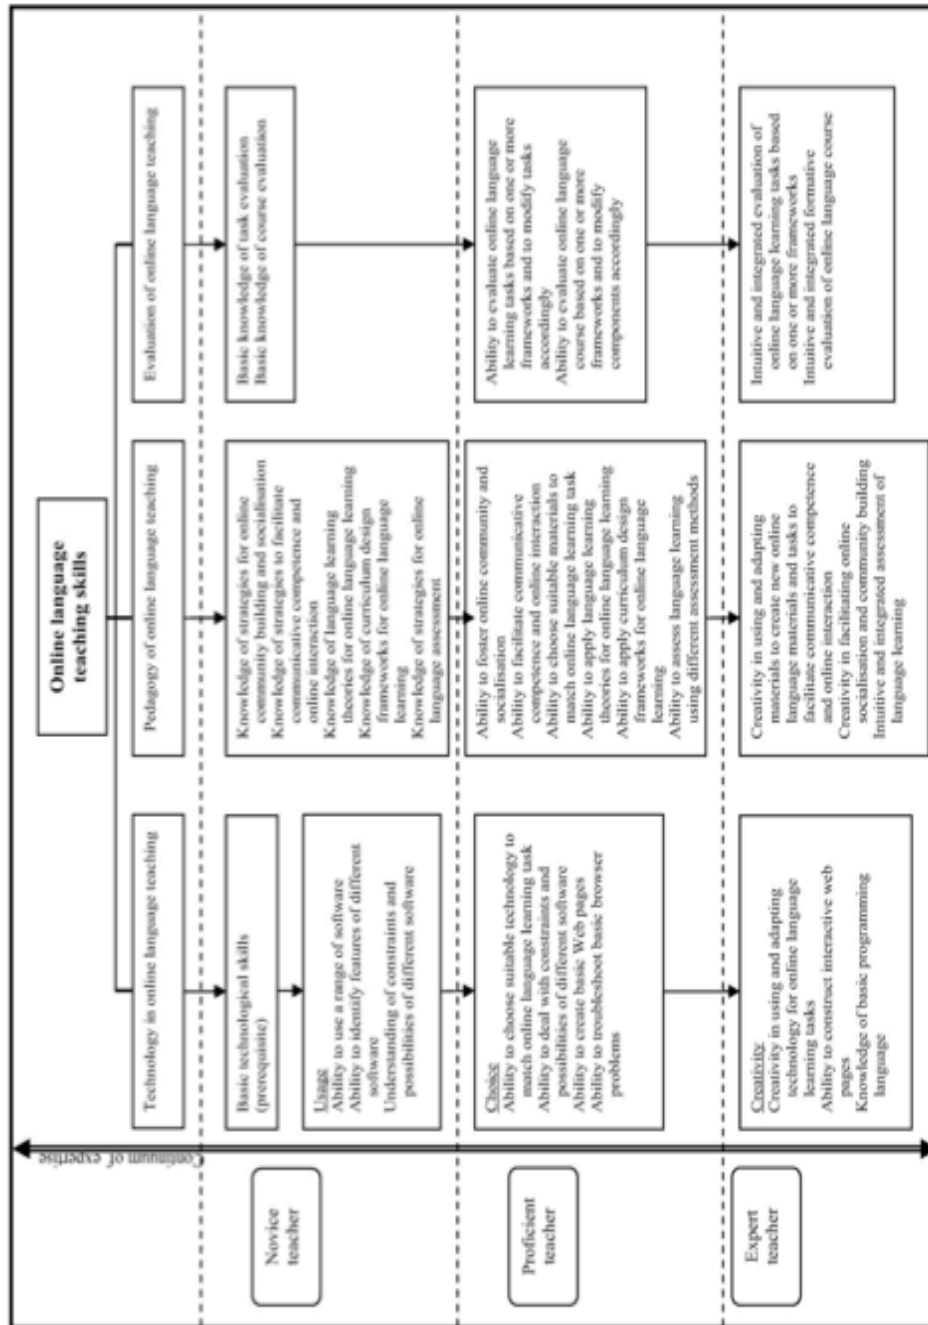 Online language
teaching skills
Technology in online language teaching
Pedagogy of online language teaching
Evaluation of online language teaching
Continuum of expertise
Novice
teacher
Basic technological skills
(prerequisite)
Usage
Ability to use a range of software
Ability to identify features of different
software
Understanding of constraints and
possibilities of different software
Knowledge of strategies for online
community building and socialisation
Knowledge of strategies to facilitate
communicative competence and
online interaction
Knowledge of language learning
theories for online language learning
Knowledge of curriculum design
frameworks for online language
learning
Knowledge of strategies for online
language assessment
Basic knowledge of task evaluation
Basic knowledge of course evaluation
Proficient
teacher
Choice
Ability to choose suitable technology to
match online language learning task
Ability to deal with constraints and
possibilities of different software
Ability to create basic Web pages
Ability to troubleshoot basic browser
problems
Ability to foster online community and
socialisation
Ability to facilitate communicative
competence and online interaction
Ability to choose suitable materials to
match online language learning task
Ability to apply language learning
theories for online language learning
Ability to apply curriculum design
frameworks for online language
learning
Ability to assess language learning
using different assessment methods
Ability to evaluate online language
learning tasks based on one or more
frameworks and to modify tasks
accordingly
Ability to evaluate online language
course based on one or more
frameworks and to modify
components accordingly
Expert
teacher
Creativity
Creativity in using and adapting
technology for online language
learning tasks
Ability to construct interactive web
pages
Knowledge of basic programming
language
Creativity in using and adapting
materials to create new online
language materials and tasks to
facilitate communicative competence
and online interaction
Creativity in facilitating online
socialisation and community building
Intuitive and integrated assessment of
language learning
Intuitive and integrated evaluation of
online language learning tasks based
on one or more frameworks
Intuitive and integrated formative
evaluation of online language course